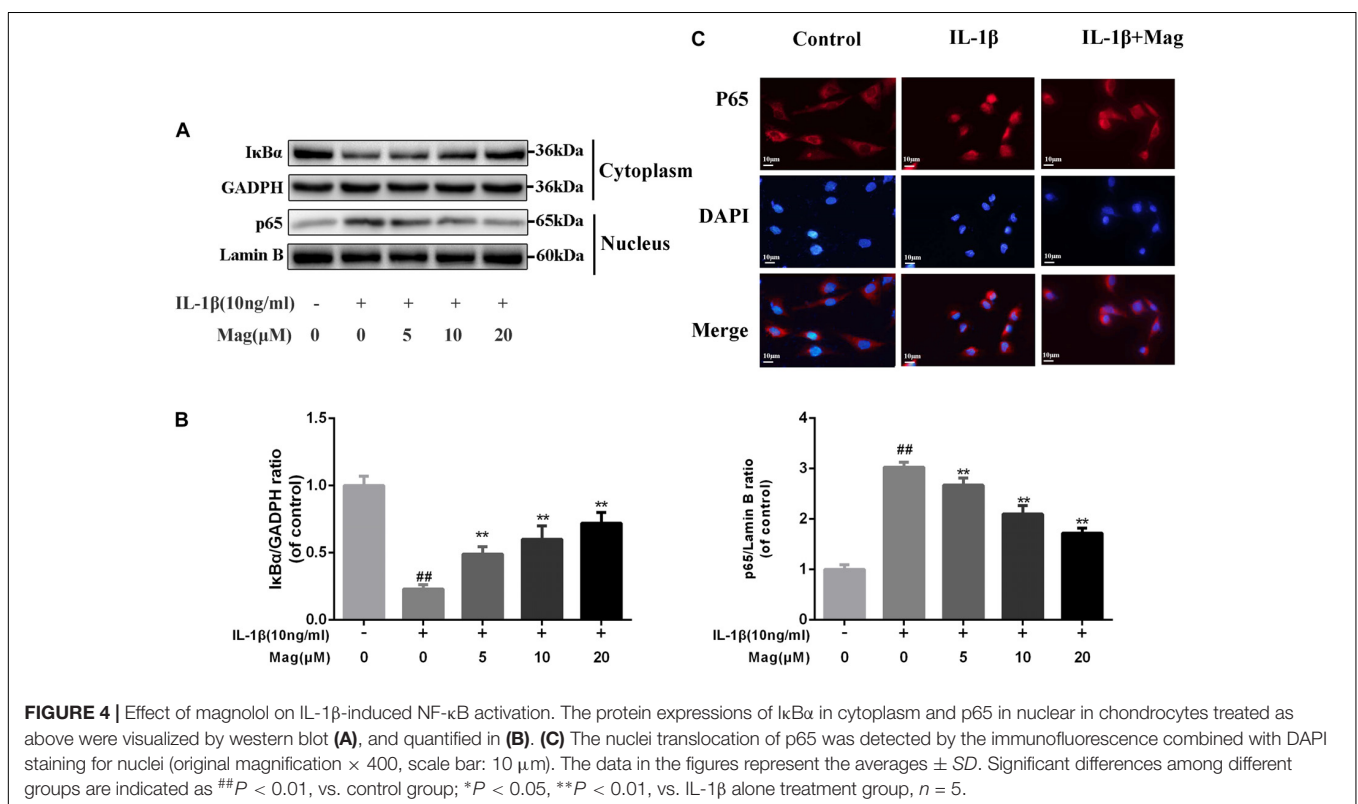 A
IκBα
-36kDa
GADPH
-36kDa
Cytoplasm
p65
-65kDa
Lamin B
-60kDa
Nucleus
IL-1β(10ng/ml) - + + + +
Mag(μM) 0 0 5 10 20
C
Control IL-1β IL-1β+Mag
P65
10μm 10μm 10μm
DAPI
10μm 10μm 10μm
Merge
10μm 10μm 10μm
B
IκBα/GADPH ratio
(of control)
1.5
1.0
0.5
0.0
##
**
**
**
IL-1β(10ng/ml) - + + + +
Mag(μM) 0 0 5 10 20
p65/Lamin B ratio
(of control)
4
3
2
1
0
##
**
**
**
IL-1β(10ng/ml) - + + + +
Mag(μM) 0 0 5 10 20
FIGURE 4 | Effect of magnolol on IL-1β-induced NF-κB activation. The protein expressions of IκBα in cytoplasm and p65 in nuclear in chondrocytes treated as
above were visualized by western blot (A), and quantified in (B). (C) The nuclei translocation of p65 was detected by the immunofluorescence combined with DAPI
staining for nuclei (original magnification × 400, scale bar: 10 μm). The data in the figures represent the averages ± SD. Significant differences among different
groups are indicated as ##P < 0.01, vs. control group; *P < 0.05, **P < 0.01, vs. IL-1β alone treatment group, n = 5.